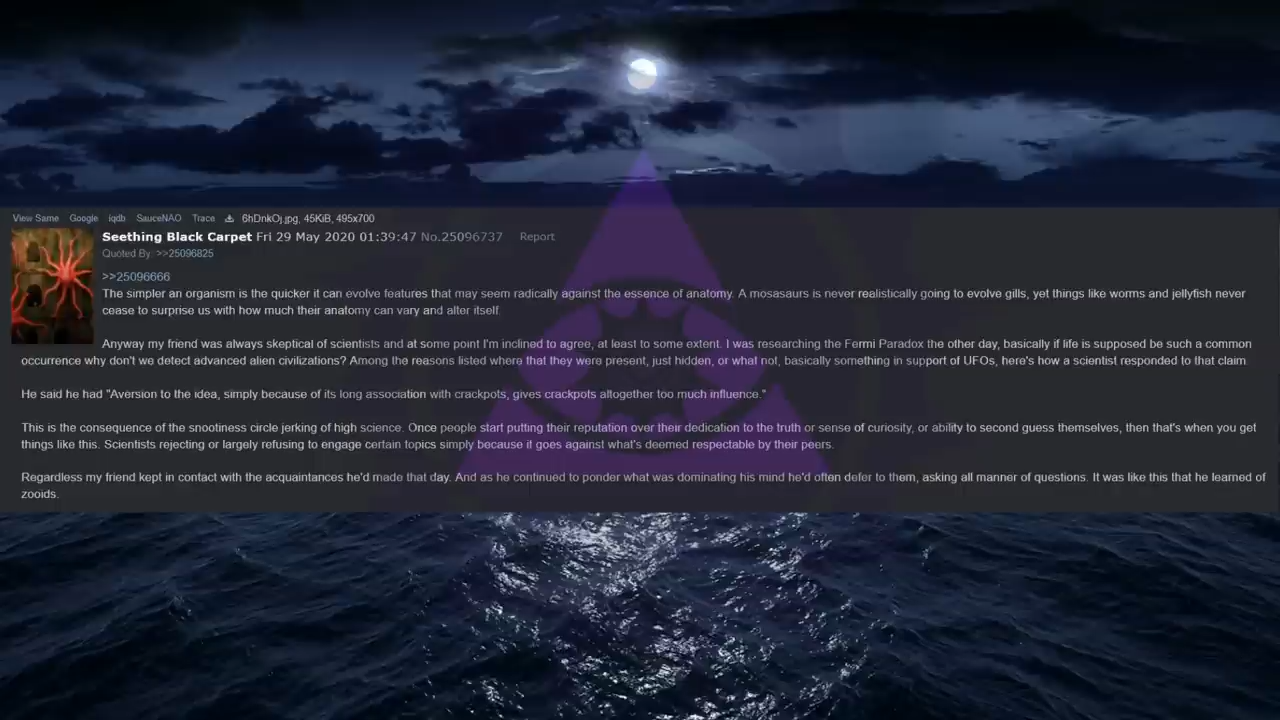 View Same Google iqdb SauceNAO Trace 6hDnkOj.jpg, 45KiB, 495x700
Seething Black Carpet Fri 29 May 2020 01:39:47 No.25096737 Report
Quoted By: >>25096825
>>25096666
The simpler an organism is the quicker it can evolve features that may seem radically against the essence of anatomy. A mosasaurs is never realistically going to evolve gills, yet things like worms and jellyfish never
cease to surprise us with how much their anatomy can vary and alter itself.
Anyway my friend was always skeptical of scientists and at some point I'm inclined to agree, at least to some extent. I was researching the Fermi Paradox the other day, basically if life is supposed be such a common
occurrence why don't we detect advanced alien civilizations? Among the reasons listed where that they were present, just hidden, or what not, basically something in support of UFOs, here's how a scientist responded to that claim.
He said he had "Aversion to the idea, simply because of its long association with crackpots, gives crackpots altogether too much influence."
This is the consequence of the snootiness circle jerking of high science. Once people start putting their reputation over their dedication to the truth or sense of curiosity, or ability to second guess themselves, then that's when you get
things like this. Scientists rejecting or largely refusing to engage certain topics simply because it goes against what's deemed respectable by their peers.
Regardless my friend kept in contact with the acquaintances he'd made that day. And as he continued to ponder what was dominating his mind he'd often defer to them, asking all manner of questions. It was like this that he learned of
zooids.